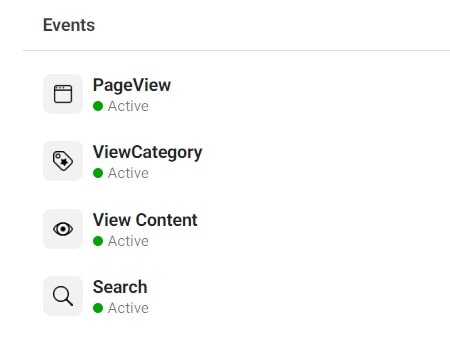 Events
PageView
Active
ViewCategory
Active
View Content
Active
Search
Active